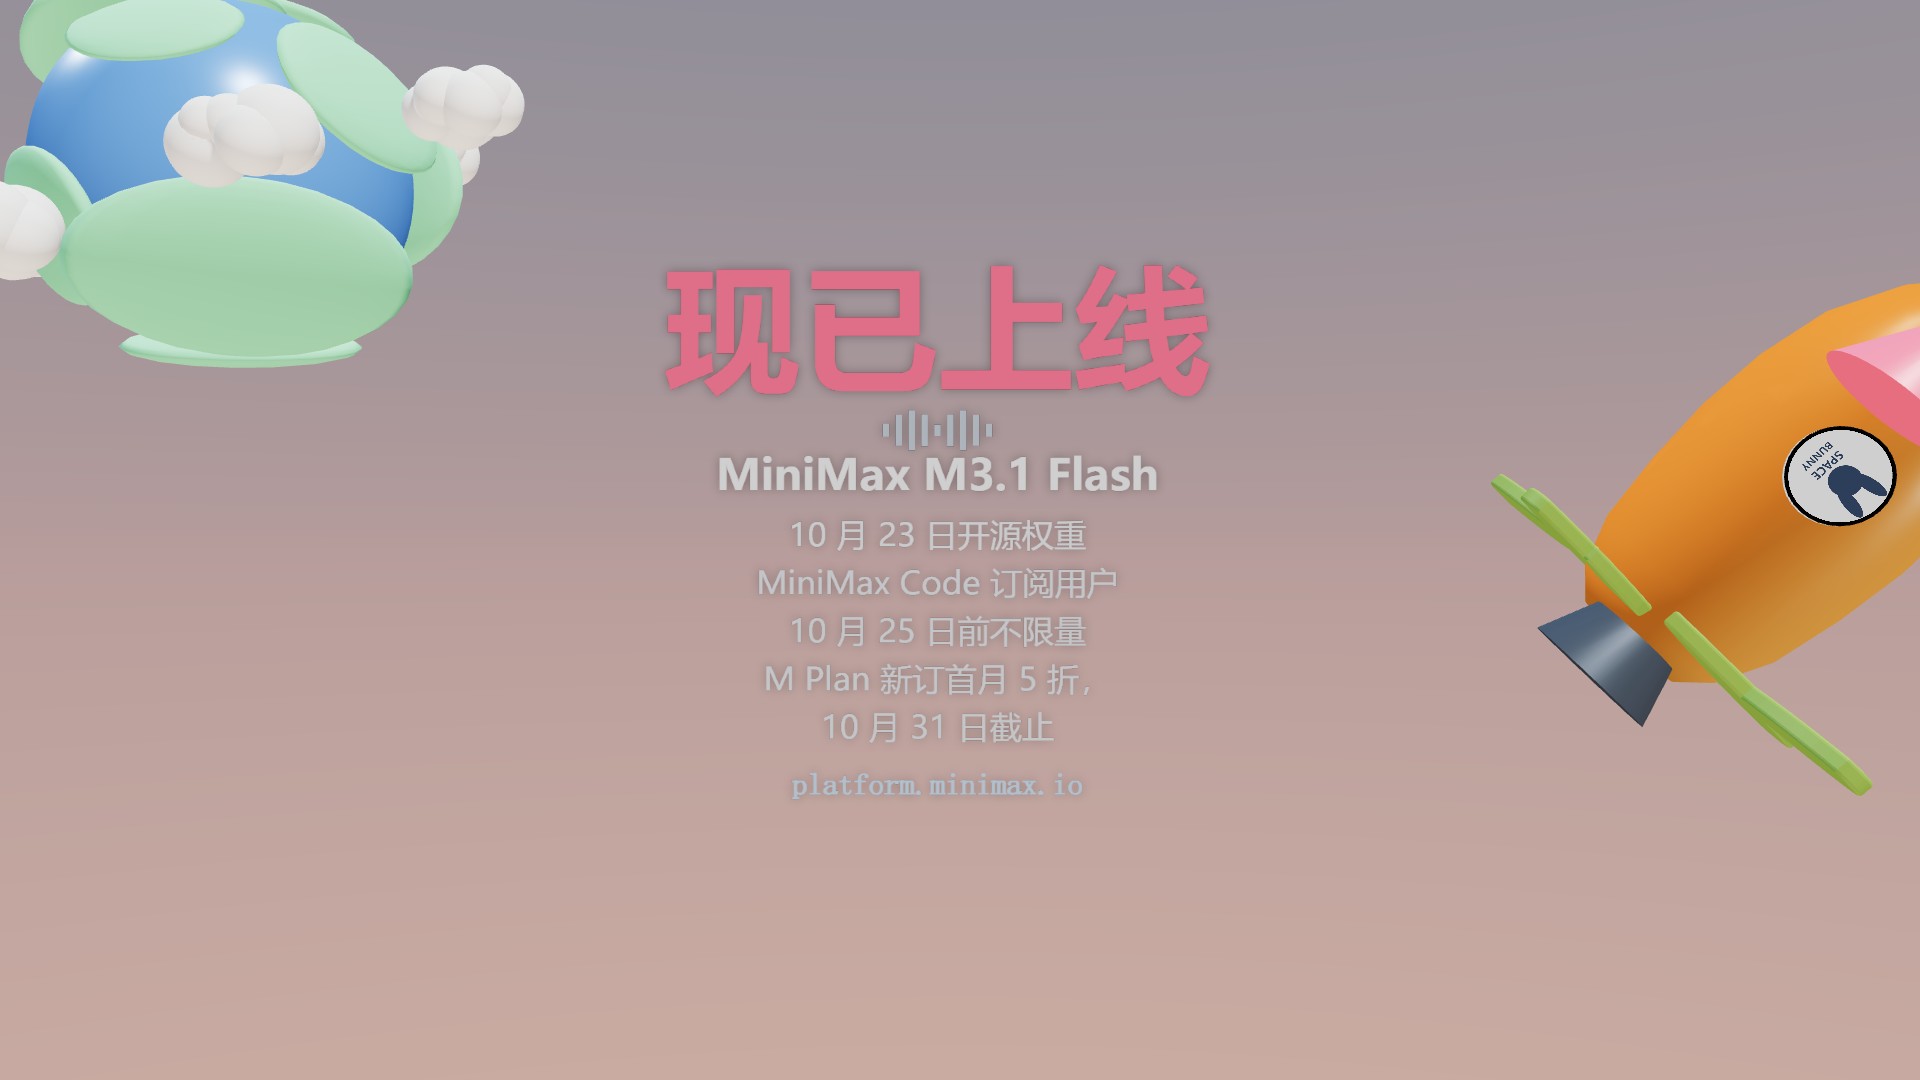 现已上线
MiniMax M3.1 Flash
10 月 23 日开源权重
MiniMax Code 订阅用户
10 月 25 日前不限量
M Plan 新订首月 5 折，
10 月 31 日截止
platform.minimax.io
SPACE
BUNNY